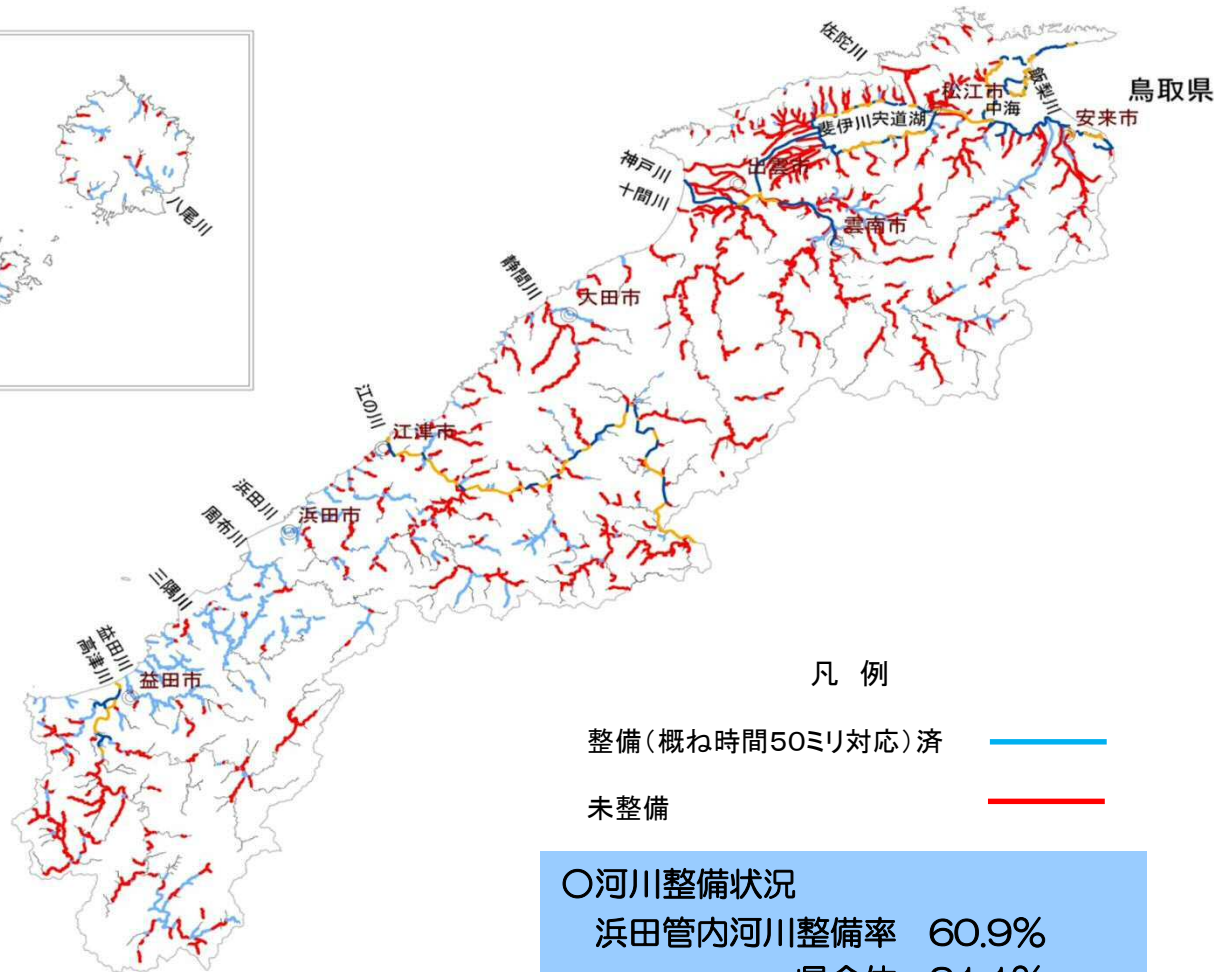 佐陀川
松江市
飯梨川
鳥取県
中海
安来市
斐伊川宍道湖
神戸川
出雲市
十間川
雲南市
八尾川
静間川
大田市
江の川
江津市
浜田川
浜田市
周布川
三隅川
益田川
高津川
益田市
凡 例
整備（概ね時間50ミリ対応）済
未整備
○河川整備状況
浜田管内河川整備率 60.9%